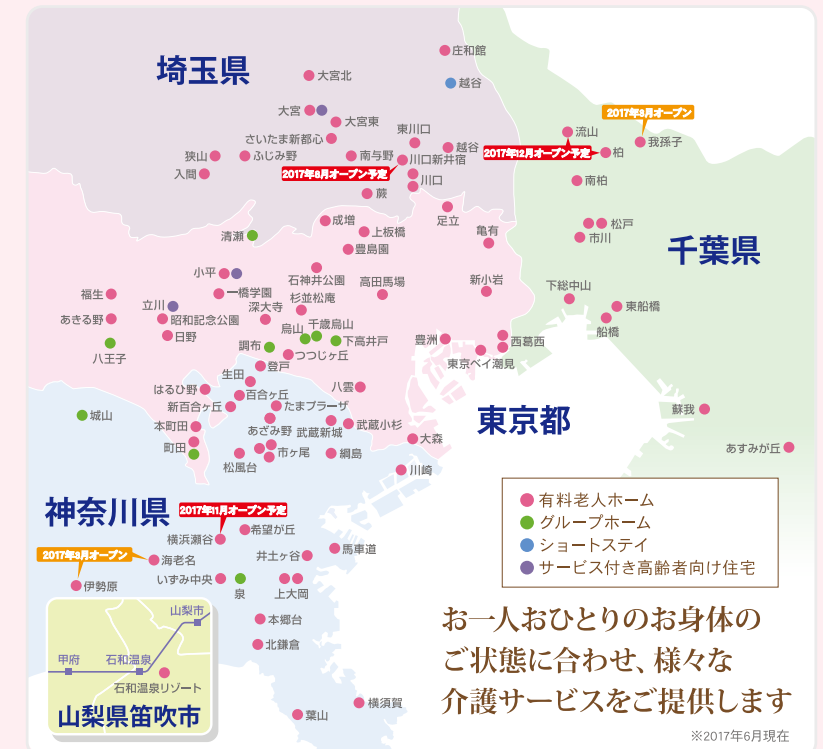 埼玉県
庄和館
大宮北
越谷
大宮
大宮東
東川口
さいたま新都心
越谷
狭山
ふじみ野
南与野
川口新井宿
入間
2017年8月オープン予定
川口
蕨
2017年9月オープン
流山
我孫子
2017年12月オープン予定
柏
南柏
松戸
市川
千葉県
下総中山
東船橋
船橋
蘇我
あすみが丘
足立
成増
上板橋
亀有
清瀬
豊島園
小平
石神井公園
高田馬場
新小岩
福生
一橋学園
杉並松庵
立川
深大寺
あきる野
昭和記念公園
烏山
千歳烏山
日野
下高井戸
豊洲
西葛西
八王子
調布
つつじヶ丘
東京ベイ潮見
登戸
生田
はるひ野
百合ヶ丘
八雲
新百合ヶ丘
たまプラーザ
城山
東京都
本町田
あざみ野
武蔵新城
武蔵小杉
町田
大森
松風台
市ヶ尾
綱島
川崎
神奈川県
2017年11月オープン予定
希望が丘
横浜瀬谷
2017年3月オープン
海老名
井土ヶ谷
馬車道
伊勢原
いずみ中央
泉
上大岡
本郷台
北鎌倉
横須賀
葉山
山梨市
甲府
石和温泉
石和温泉リゾート
山梨県笛吹市
有料老人ホーム
グループホーム
ショートステイ
サービス付き高齢者向け住宅
お一人おひとりのお身体の
ご状態に合わせ、様々な
介護サービスをご提供します
※2017年6月現在